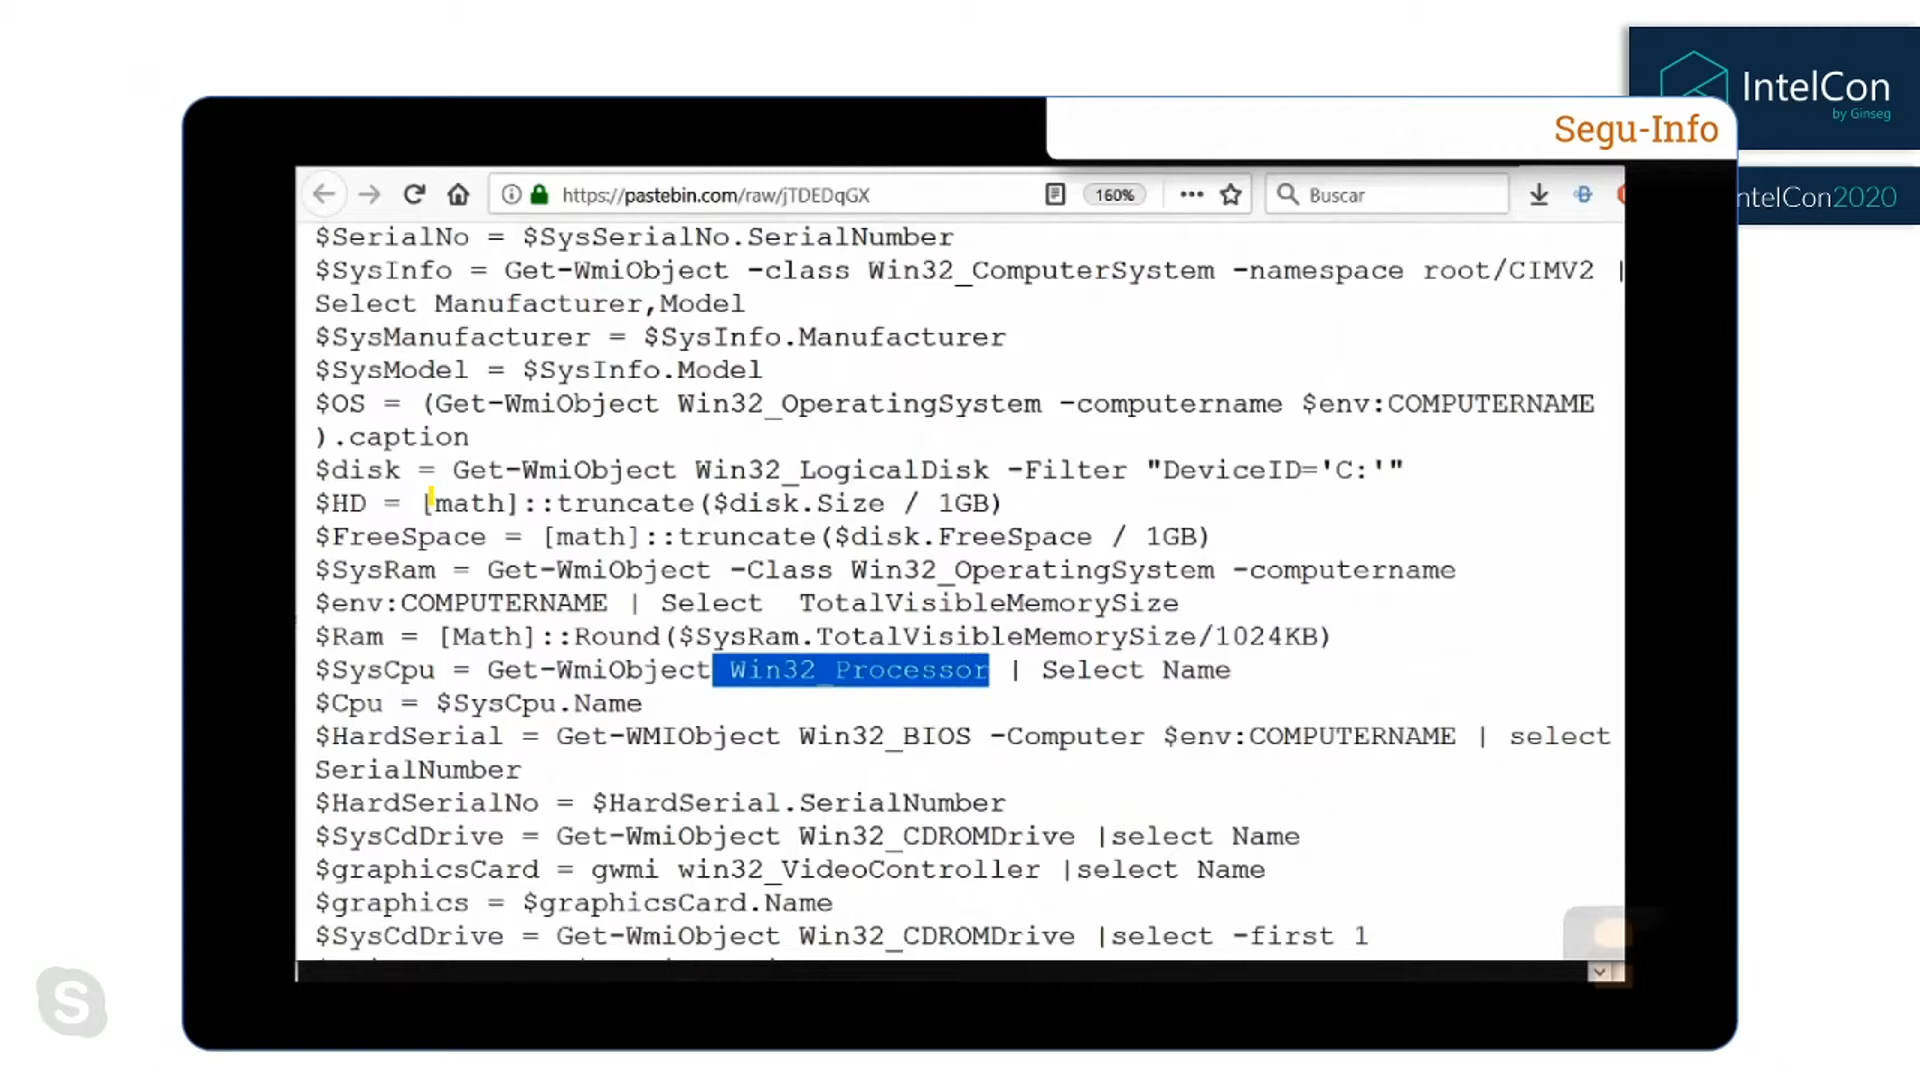 IntelCon
by Ginseg
Segu-Info
https://pastebin.com/raw/jTDEDqGX
160%
Buscar
ntelCon2020
$SerialNo = $SysSerialNo.SerialNumber
$SysInfo = Get-WmiObject -class Win32_ComputerSystem -namespace root/CIMV2 |
Select Manufacturer,Model
$SysManufacturer = $SysInfo.Manufacturer
$SysModel = $SysInfo.Model
$OS = (Get-WmiObject Win32_OperatingSystem -computername $env:COMPUTERNAME
).caption
$disk = Get-WmiObject Win32_LogicalDisk -Filter "DeviceID='C:'"
$HD = [math]::truncate($disk.Size / 1GB)
$FreeSpace = [math]::truncate($disk.FreeSpace / 1GB)
$SysRam = Get-WmiObject -Class Win32_OperatingSystem -computername
$env:COMPUTERNAME | Select  TotalVisibleMemorySize
$Ram = [Math]::Round($SysRam.TotalVisibleMemorySize/1024KB)
$SysCpu = Get-WmiObject Win32_Processor | Select Name
$Cpu = $SysCpu.Name
$HardSerial = Get-WMIObject Win32_BIOS -Computer $env:COMPUTERNAME | select
SerialNumber
$HardSerialNo = $HardSerial.SerialNumber
$SysCdDrive = Get-WmiObject Win32_CDROMDrive |select Name
$graphicsCard = gwmi win32_VideoController |select Name
$graphics = $graphicsCard.Name
$SysCdDrive = Get-WmiObject Win32_CDROMDrive |select -first 1